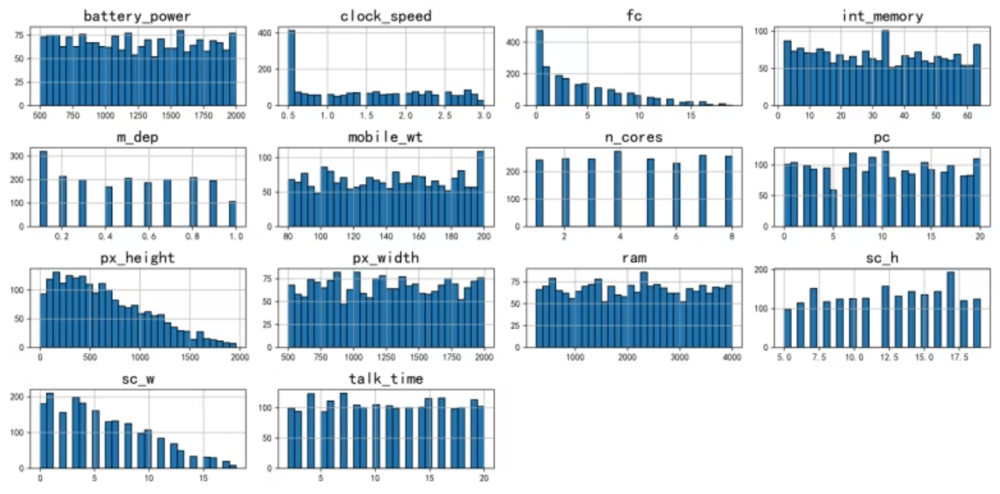 battery_power clock_speed fc int_memory
75 50 25 0
500 750 1000 1250 1500 1750 2000
400 200 0
0.5 1.0 1.5 2.0 2.5 3.0
400 200 0
0 5 10 15
100 50 0
0 10 20 30 40 50 60
m_dep mobile_wt n_cores pc
300 200 100 0
0.2 0.4 0.6 0.8 1.0
100 50 0
80 100 120 140 160 180 200
200 100 0
2 4 6 8
100 50 0
0 5 10 15 20
px_height px_width ram sc_h
100 50 0
0 500 1000 1500 2000
75 50 25 0
500 750 1000 1250 1500 1750 2000
75 50 25 0
1000 2000 3000 4000
200 100 0
5.0 7.5 10.0 12.5 15.0 17.5
sc_w talk_time
200 100 0
0 5 10 15
100 50 0
5 10 15 20